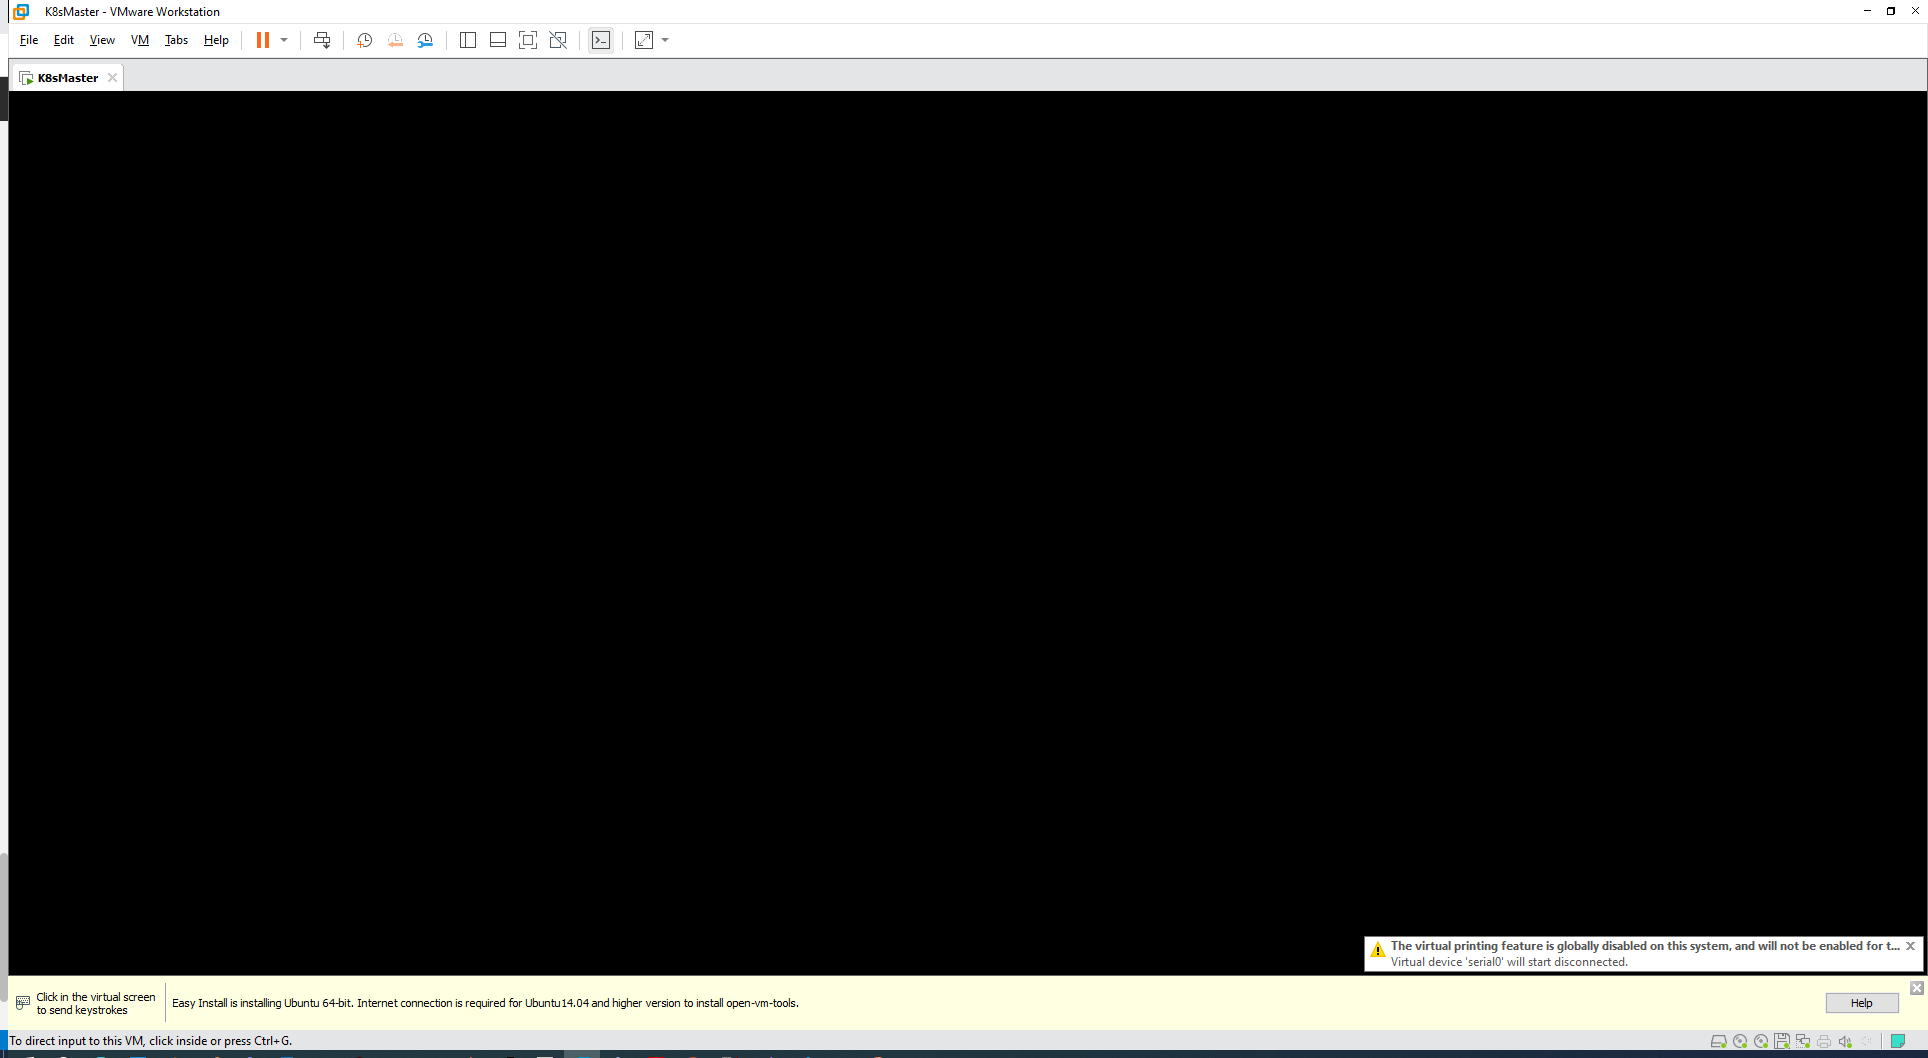 K8sMaster - VMware Workstation
File Edit View VM Tabs Help
K8sMaster
The virtual printing feature is globally disabled on this system, and will not be enabled for t...
Virtual device 'serial0' will start disconnected.
Click in the virtual screen
to send keystrokes
Easy Install is installing Ubuntu 64-bit. Internet connection is required for Ubuntu14.04 and higher version to install open-vm-tools.
Help
To direct input to this VM, click inside or press Ctrl+G.